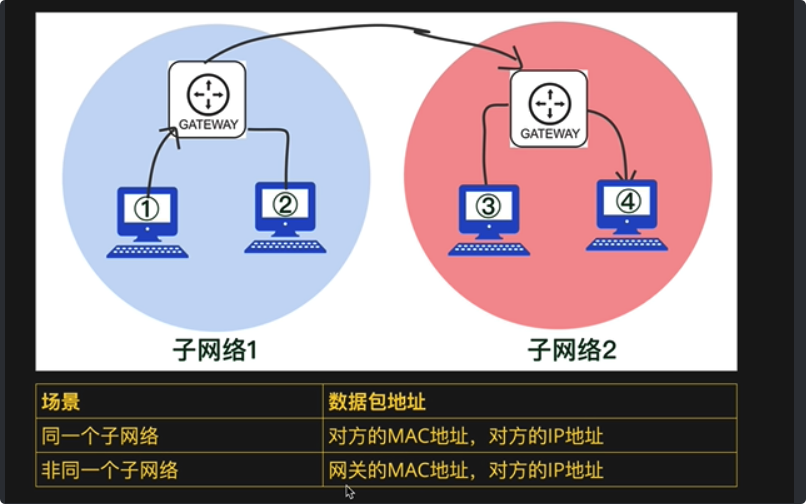 GATEWAY
GATEWAY
① ② ③ ④
子网络1 子网络2
场景 数据包地址
同一个子网络 对方的MAC地址，对方的IP地址
非同一个子网络 网关的MAC地址，对方的IP地址